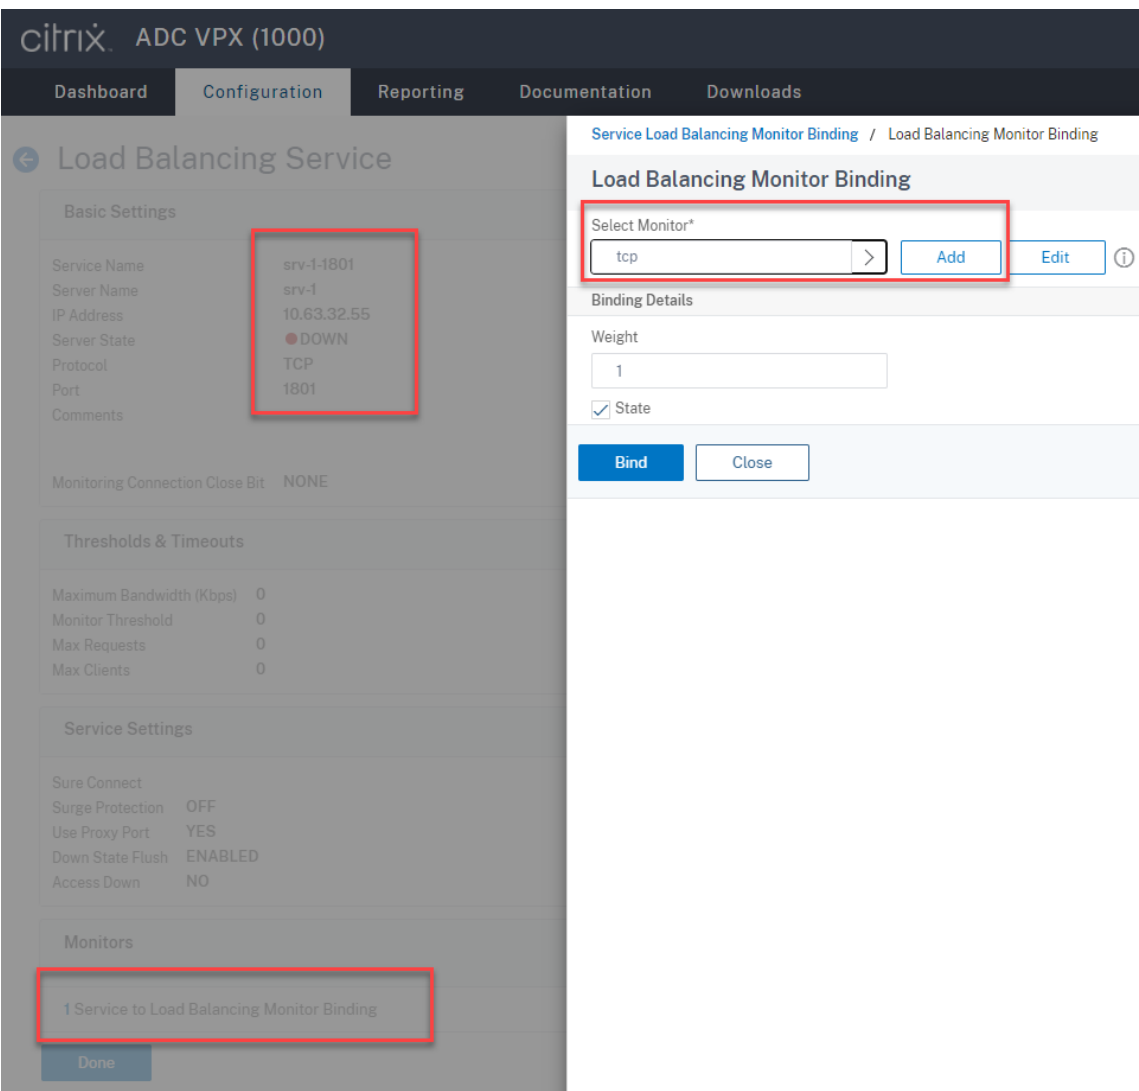 citrix. ADC VPX (1000)
Dashboard Configuration Reporting Documentation Downloads
Load Balancing Service
Basic Settings
Service Name srv-1-1801
Server Name srv-1
IP Address 10.63.32.55
Server State DOWN
Protocol TCP
Port 1801
Comments
Monitoring Connection Close Bit NONE
Thresholds & Timeouts
Maximum Bandwidth (Kbps) 0
Monitor Threshold 0
Max Requests 0
Max Clients 0
Service Settings
Sure Connect
Surge Protection OFF
Use Proxy Port YES
Down State Flush ENABLED
Access Down NO
Monitors
1 Service to Load Balancing Monitor Binding
Done
Service Load Balancing Monitor Binding / Load Balancing Monitor Binding
Load Balancing Monitor Binding
Select Monitor*
tcp > Add Edit
Binding Details
Weight
1
State
Bind Close